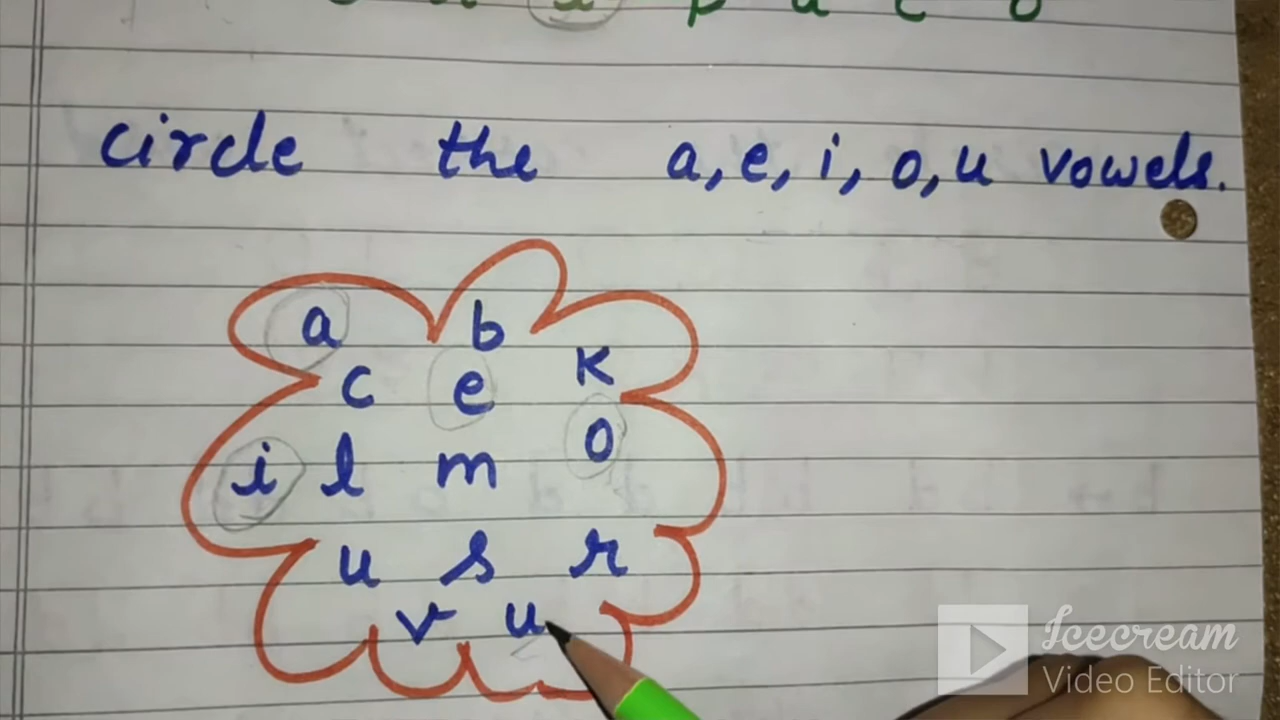 circle the a, e, i, o, u vowels.
a b
c e K
i l m o
u s r
v u
Icecream
Video Editor